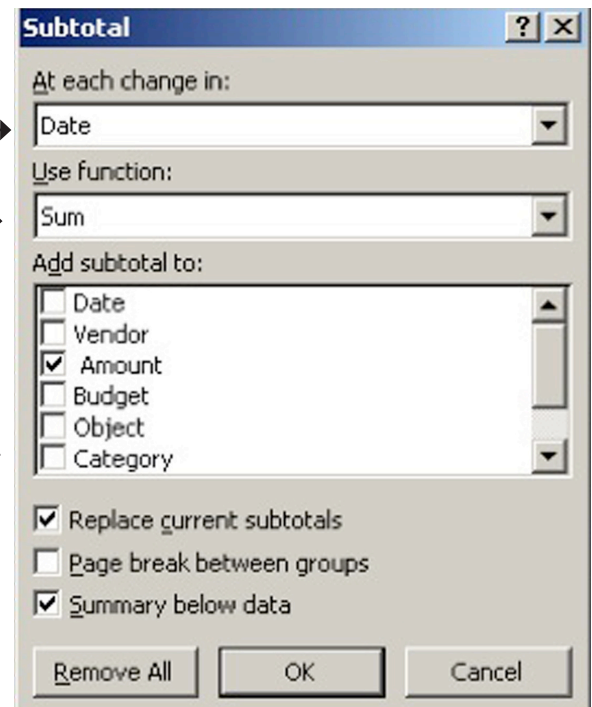 Subtotal
At each change in:
Date
Use function:
Sum
Add subtotal to:
Date
Vendor
Amount
Budget
Object
Category
Replace current subtotals
Page break between groups
Summary below data
Remove All OK Cancel